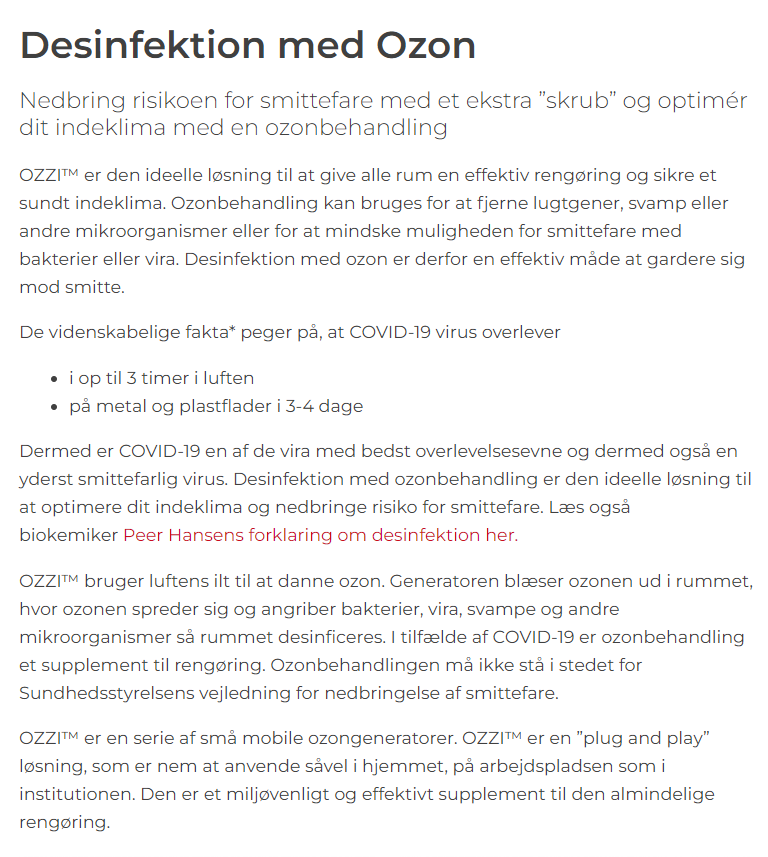 Desinfektion med Ozon
Nedbring risikoen for smittefare med et ekstra ”skrub” og optimér
dit indeklima med en ozonbehandling
OZZI™ er den ideelle løsning til at give alle rum en effektiv rengøring og sikre et
sundt indeklima. Ozonbehandling kan bruges for at fjerne lugtgener, svamp eller
andre mikroorganismer eller for at mindske muligheden for smittefare med
bakterier eller vira. Desinfektion med ozon er derfor en effektiv måde at gardere sig
mod smitte.
De videnskabelige fakta* peger på, at COVID-19 virus overlever
• i op til 3 timer i luften
• på metal og plastflader i 3-4 dage
Dermed er COVID-19 en af de vira med bedst overlevelsesevne og dermed også en
yderst smittefarlig virus. Desinfektion med ozonbehandling er den ideelle løsning til
at optimere dit indeklima og nedbringe risiko for smittefare. Læs også
biokemiker Peer Hansens forklaring om desinfektion her.
OZZI™ bruger luftens ilt til at danne ozon. Generatoren blæser ozonen ud i rummet,
hvor ozonen spreder sig og angriber bakterier, vira, svampe og andre
mikroorganismer så rummet desinficeres. I tilfælde af COVID-19 er ozonbehandling
et supplement til rengøring. Ozonbehandlingen må ikke stå i stedet for
Sundhedsstyrelsens vejledning for nedbringelse af smittefare.
OZZI™ er en serie af små mobile ozongeneratorer. OZZI™ er en ”plug and play”
løsning, som er nem at anvende såvel i hjemmet, på arbejdspladsen som i
institutionen. Den er et miljøvenligt og effektivt supplement til den almindelige
rengøring.